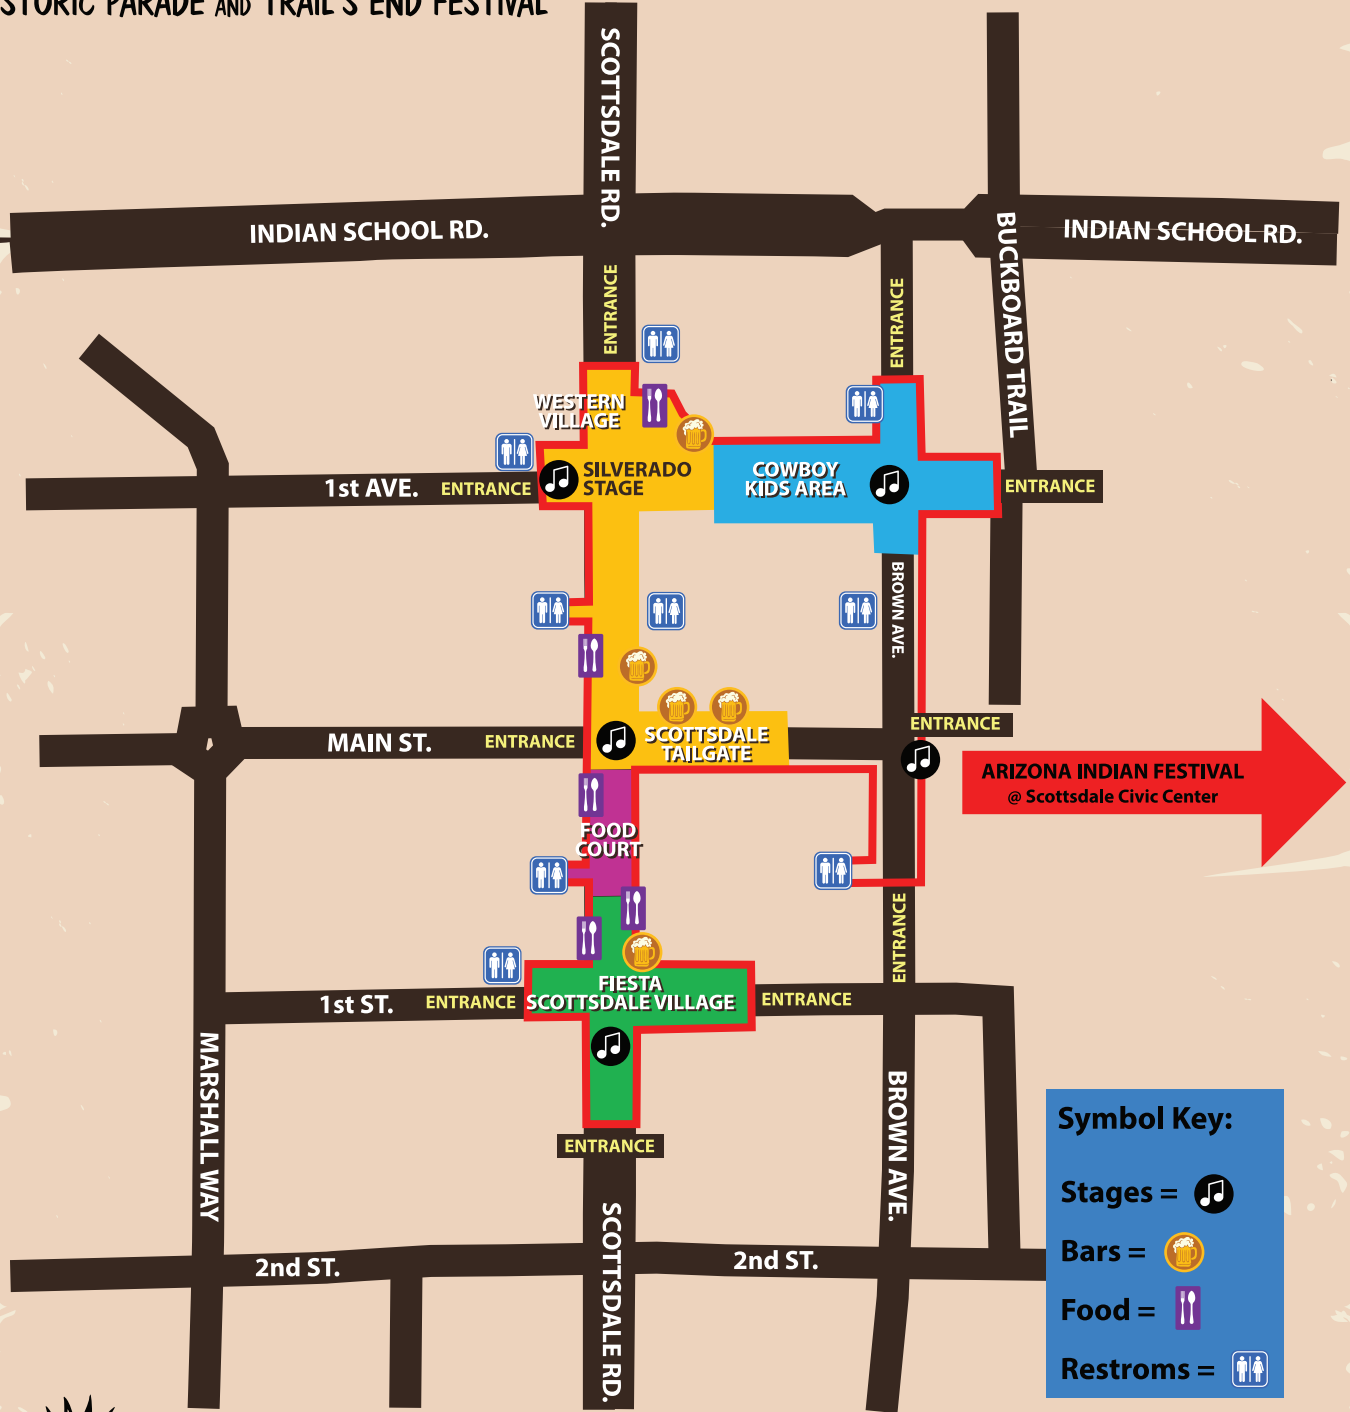 STORIC PARADE AND TRAIL'S END FESTIVAL
SCOTTSDALE RD.
INDIAN SCHOOL RD.
BUCKBOARD TRAIL
INDIAN SCHOOL RD.
ENTRANCE
ENTRANCE
WESTERN
VILLAGE
SILVERADO
STAGE
COWBOY
KIDS AREA
1st AVE.
ENTRANCE
ENTRANCE
BROWN AVE.
MAIN ST.
ENTRANCE
SCOTTSDALE
TAILGATE
ENTRANCE
ARIZONA INDIAN FESTIVAL
@ Scottsdale Civic Center
FOOD
COURT
ENTRANCE
1st ST.
ENTRANCE
FIESTA
SCOTTSDALE VILLAGE
ENTRANCE
MARSHALL WAY
BROWN AVE.
ENTRANCE
SCOTTSDALE RD.
2nd ST.
2nd ST.
Symbol Key:
Stages =
Bars =
Food =
Restroms =